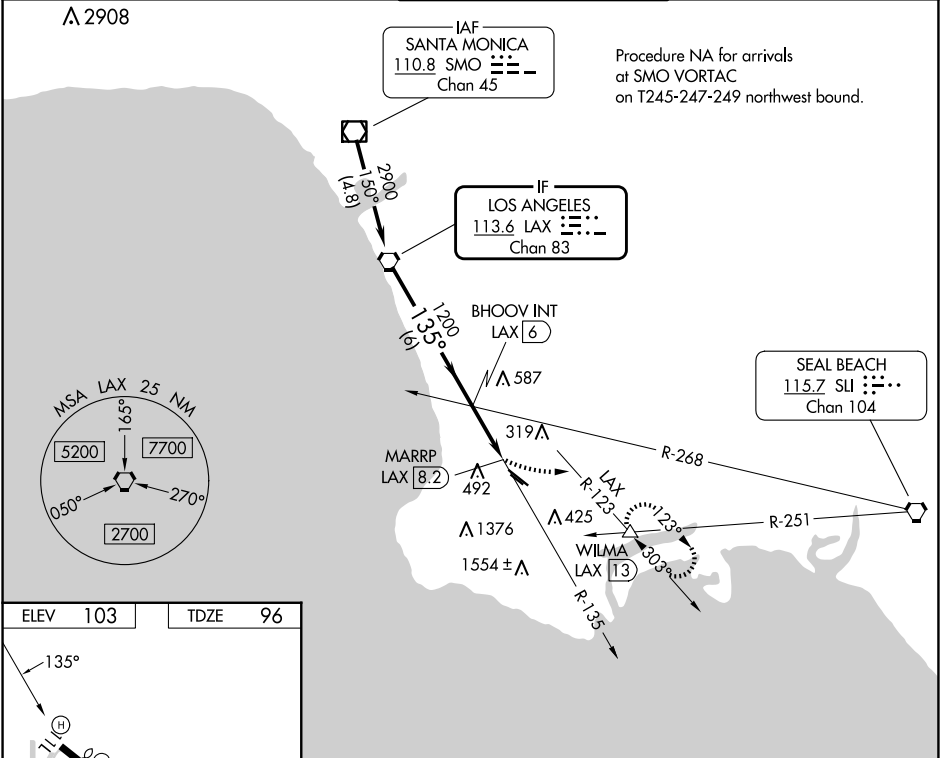 2908
IAF
SANTA MONICA
110.8 SMO
Chan 45
Procedure NA for arrivals
at SMO VORTAC
on T245-247-249 northwest bound.
2900
150°
(4.8)
IF
LOS ANGELES
113.6 LAX
Chan 83
1200
135°
(6)
BHOOV INT
LAX 6
587
SEAL BEACH
115.7 SLI
Chan 104
MSA LAX 25 NM
165°
5200
7700
050°
270°
2700
319
R-268
MARRP
LAX 8.2
492
LAX
R-123
1376
425
123°
R-251
1554 ±
WILMA
LAX 13
303°
R-135
ELEV 103
TDZE 96
135°
H
11L